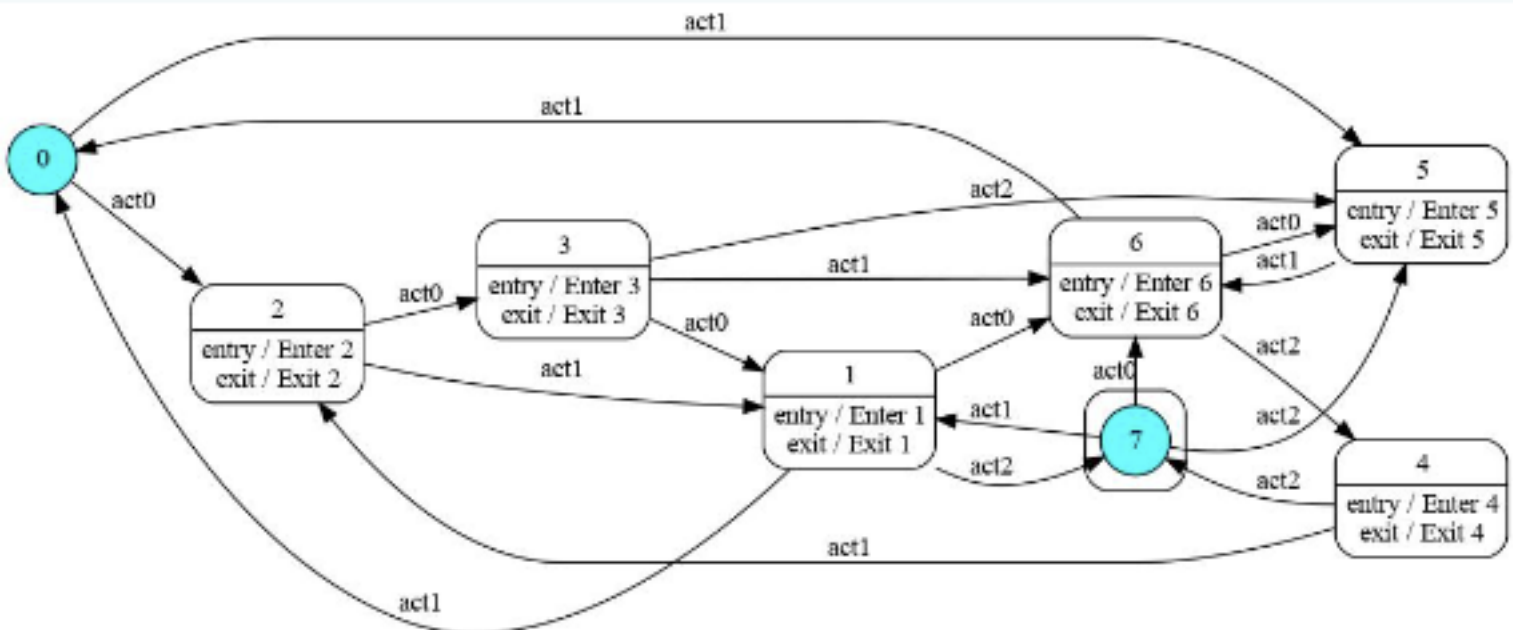 act1
act1
0
5
act2
entry / Enter 5
act0
act0
exit / Exit 5
3
6
act1
act1
entry / Enter 3
entry / Enter 6
act0
2
exit / Exit 3
exit / Exit 6
act0
act0
entry / Enter 2
act2
act1
1
act0
exit / Exit 2
entry / Enter 1
act1
act2
7
exit / Exit 1
4
act2
act2
entry / Enter 4
exit / Exit 4
act1
act1